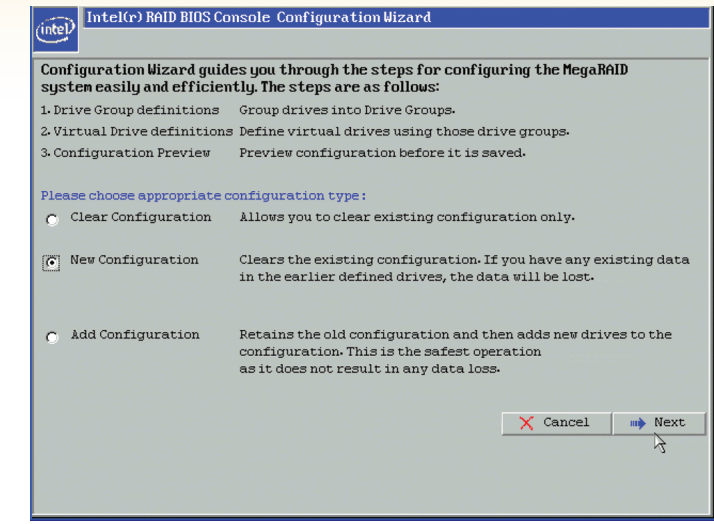 Intel(r) RAID BIOS Console Configuration Wizard
intel
Configuration Wizard guides you through the steps for configuring the MegaRAID
system easily and efficiently. The steps are as follows:
1. Drive Group definitions Group drives into Drive Groups.
2. Virtual Drive definitions Define virtual drives using those drive groups.
3. Configuration Preview Preview configuration before it is saved.
Please choose appropriate configuration type:
Clear Configuration Allows you to clear existing configuration only.
New Configuration Clears the existing configuration. If you have any existing data
in the earlier defined drives, the data will be lost.
Add Configuration Retains the old configuration and then adds new drives to the
configuration. This is the safest operation
as it does not result in any data loss.
Cancel Next